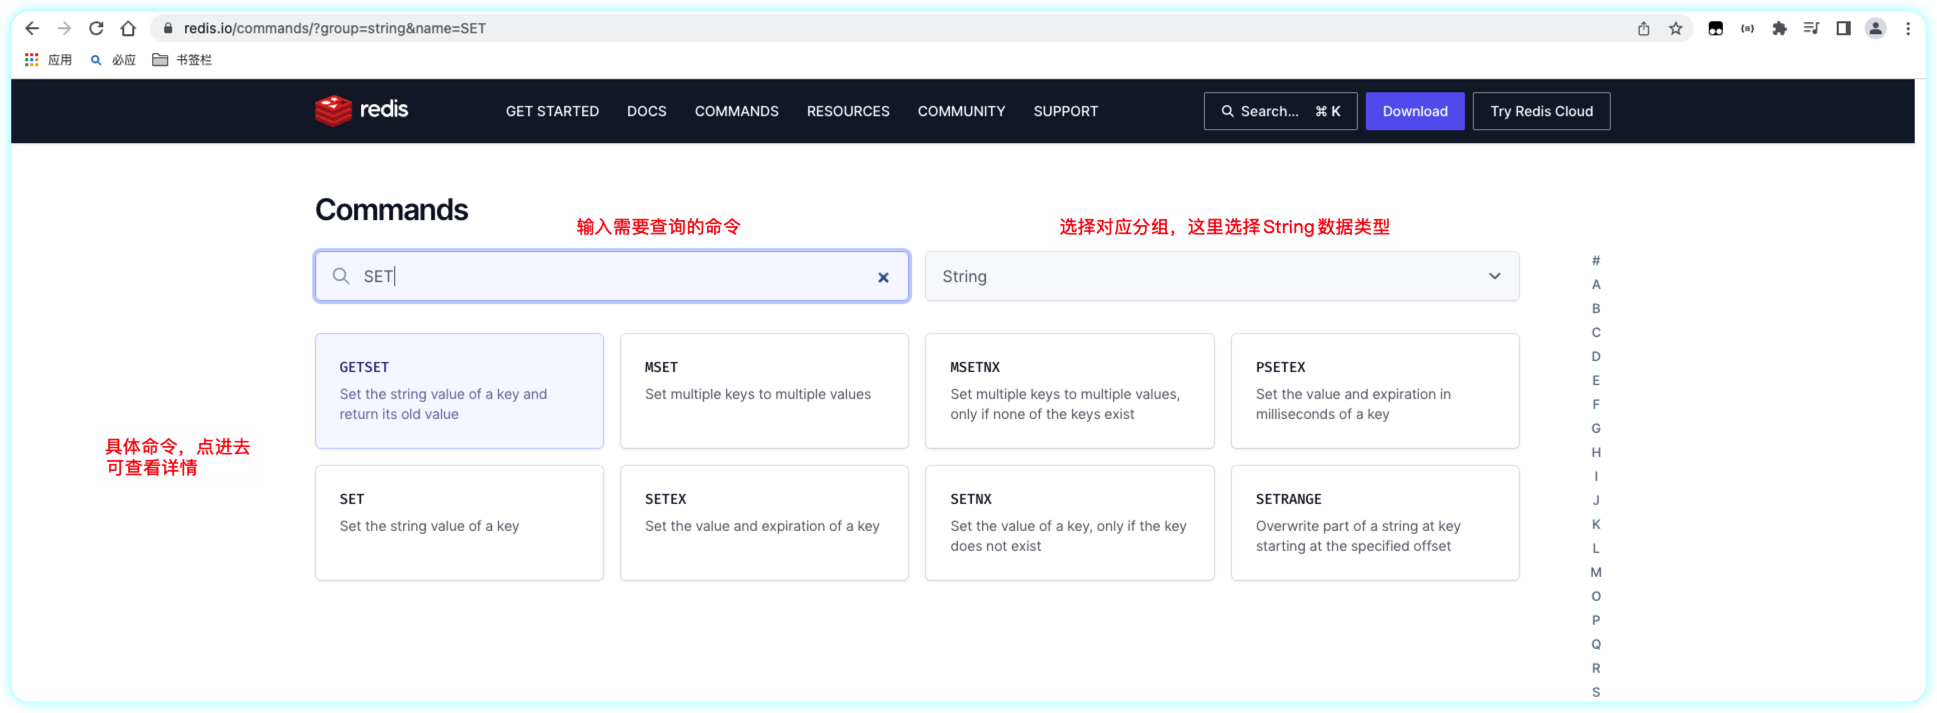 redis.io/commands/?group=string&name=SET
应用 必应 书签栏
redis GET STARTED DOCS COMMANDS RESOURCES COMMUNITY SUPPORT Search... ⌘ K Download Try Redis Cloud
Commands
输入需要查询的命令
选择对应分组，这里选择String数据类型
SET
String
GETSET
Set the string value of a key and
return its old value
MSET
Set multiple keys to multiple values
MSETNX
Set multiple keys to multiple values,
only if none of the keys exist
PSETEX
Set the value and expiration in
milliseconds of a key
具体命令，点进去
可查看详情
SET
Set the string value of a key
SETEX
Set the value and expiration of a key
SETNX
Set the value of a key, only if the key
does not exist
SETRANGE
Overwrite part of a string at key
starting at the specified offset
#
A
B
C
D
E
F
G
H
I
J
K
L
M
O
P
Q
R
S